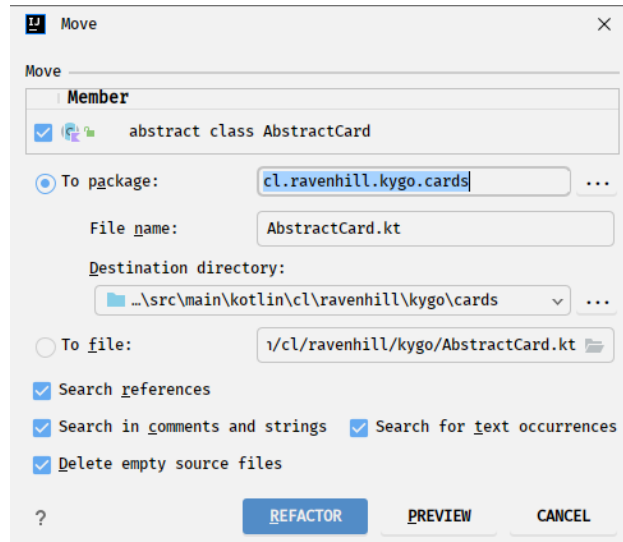 IJ Move
Move
Member
abstract class AbstractCard
To package: cl.ravenhill.kygo.cards ...
File name: AbstractCard.kt
Destination directory:
…\src\main\kotlin\cl\ravenhill\kygo\cards ...
To file: ı/cl/ravenhill/kygo/AbstractCard.kt
Search references
Search in comments and strings Search for text occurrences
Delete empty source files
? REFACTOR PREVIEW CANCEL